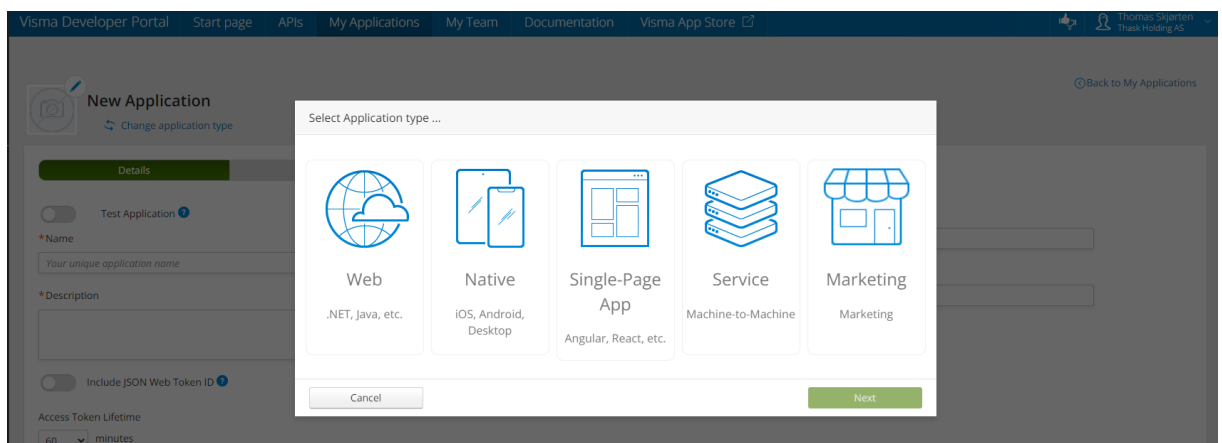 Visma Developer Portal Start page APIs My Applications My Team Documentation Visma App Store
Thomas Skjørten
Thask Holding AS
Back to My Applications
New Application
Change application type
Details
Test Application
*Name
Your unique application name
*Description
Include JSON Web Token ID
Access Token Lifetime
60 minutes
Select Application type ...
Web
.NET, Java, etc.
Native
iOS, Android,
Desktop
Single-Page
App
Angular, React, etc.
Service
Machine-to-Machine
Marketing
Marketing
Cancel
Next